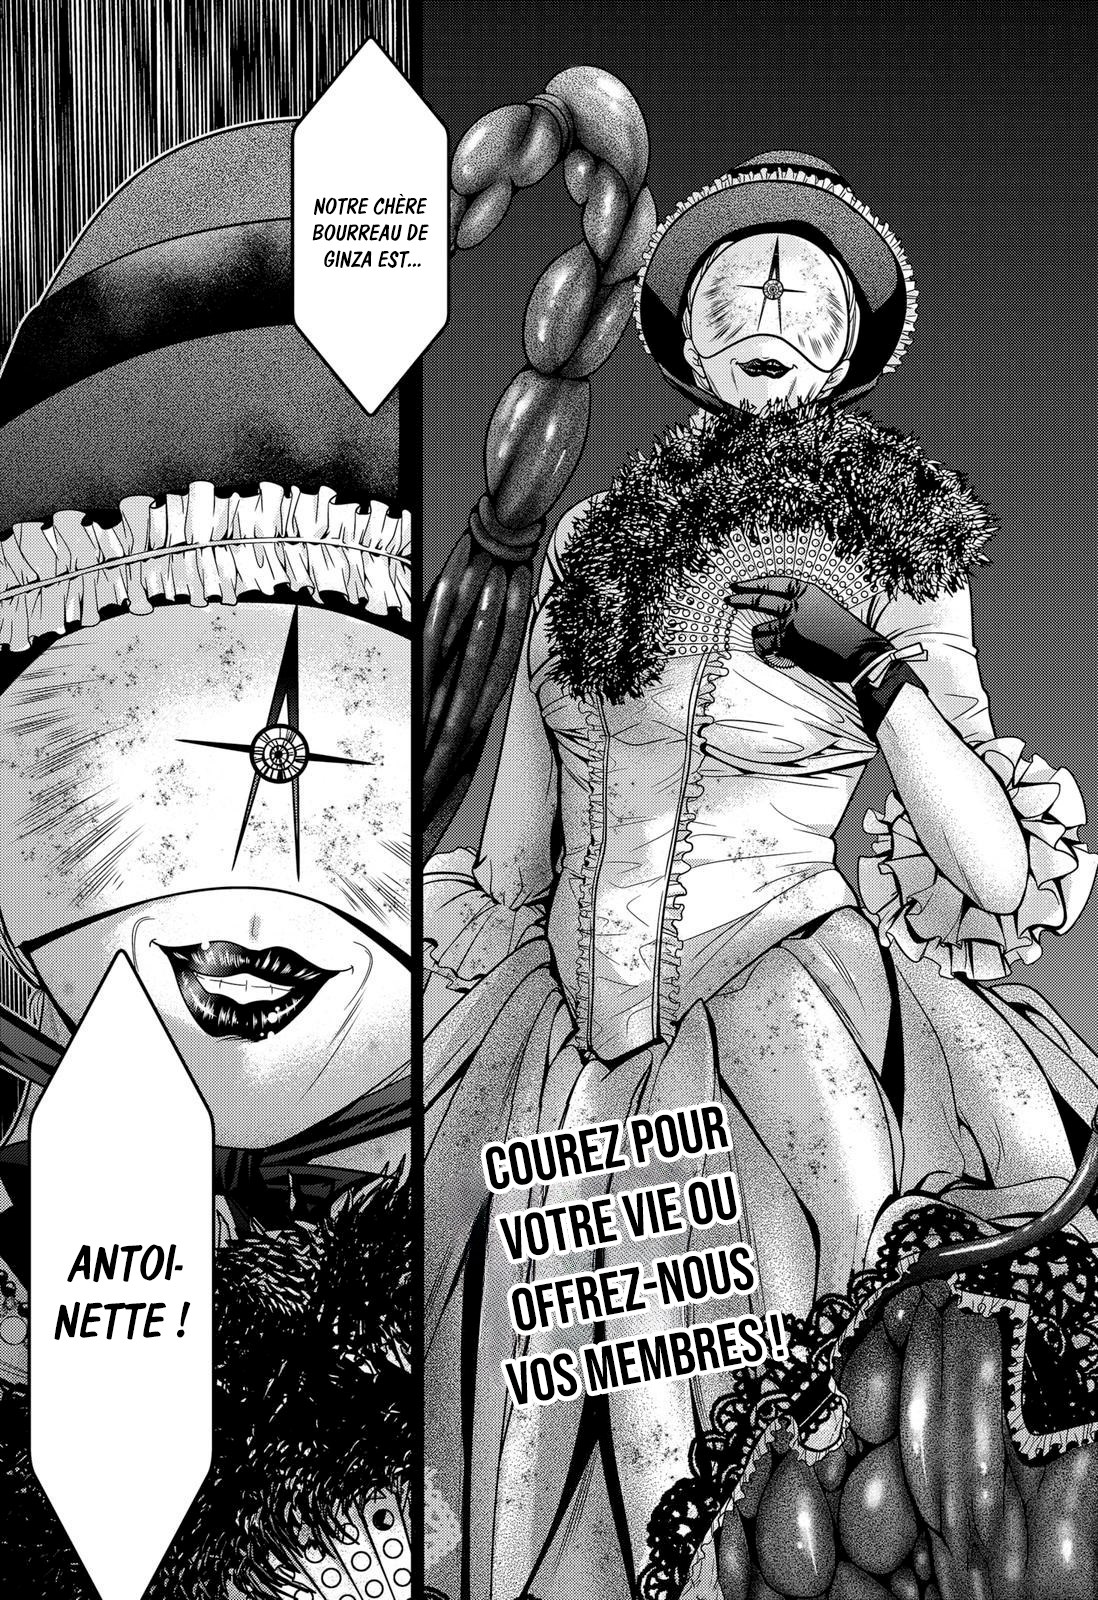 NOTRE CHÈRE
BOURREAU DE
GINZA EST...
ANTOI-
NETTE !
COUREZ POUR
VOTRE VIE OU
OFFREZ-NOUS
VOS MEMBRES !